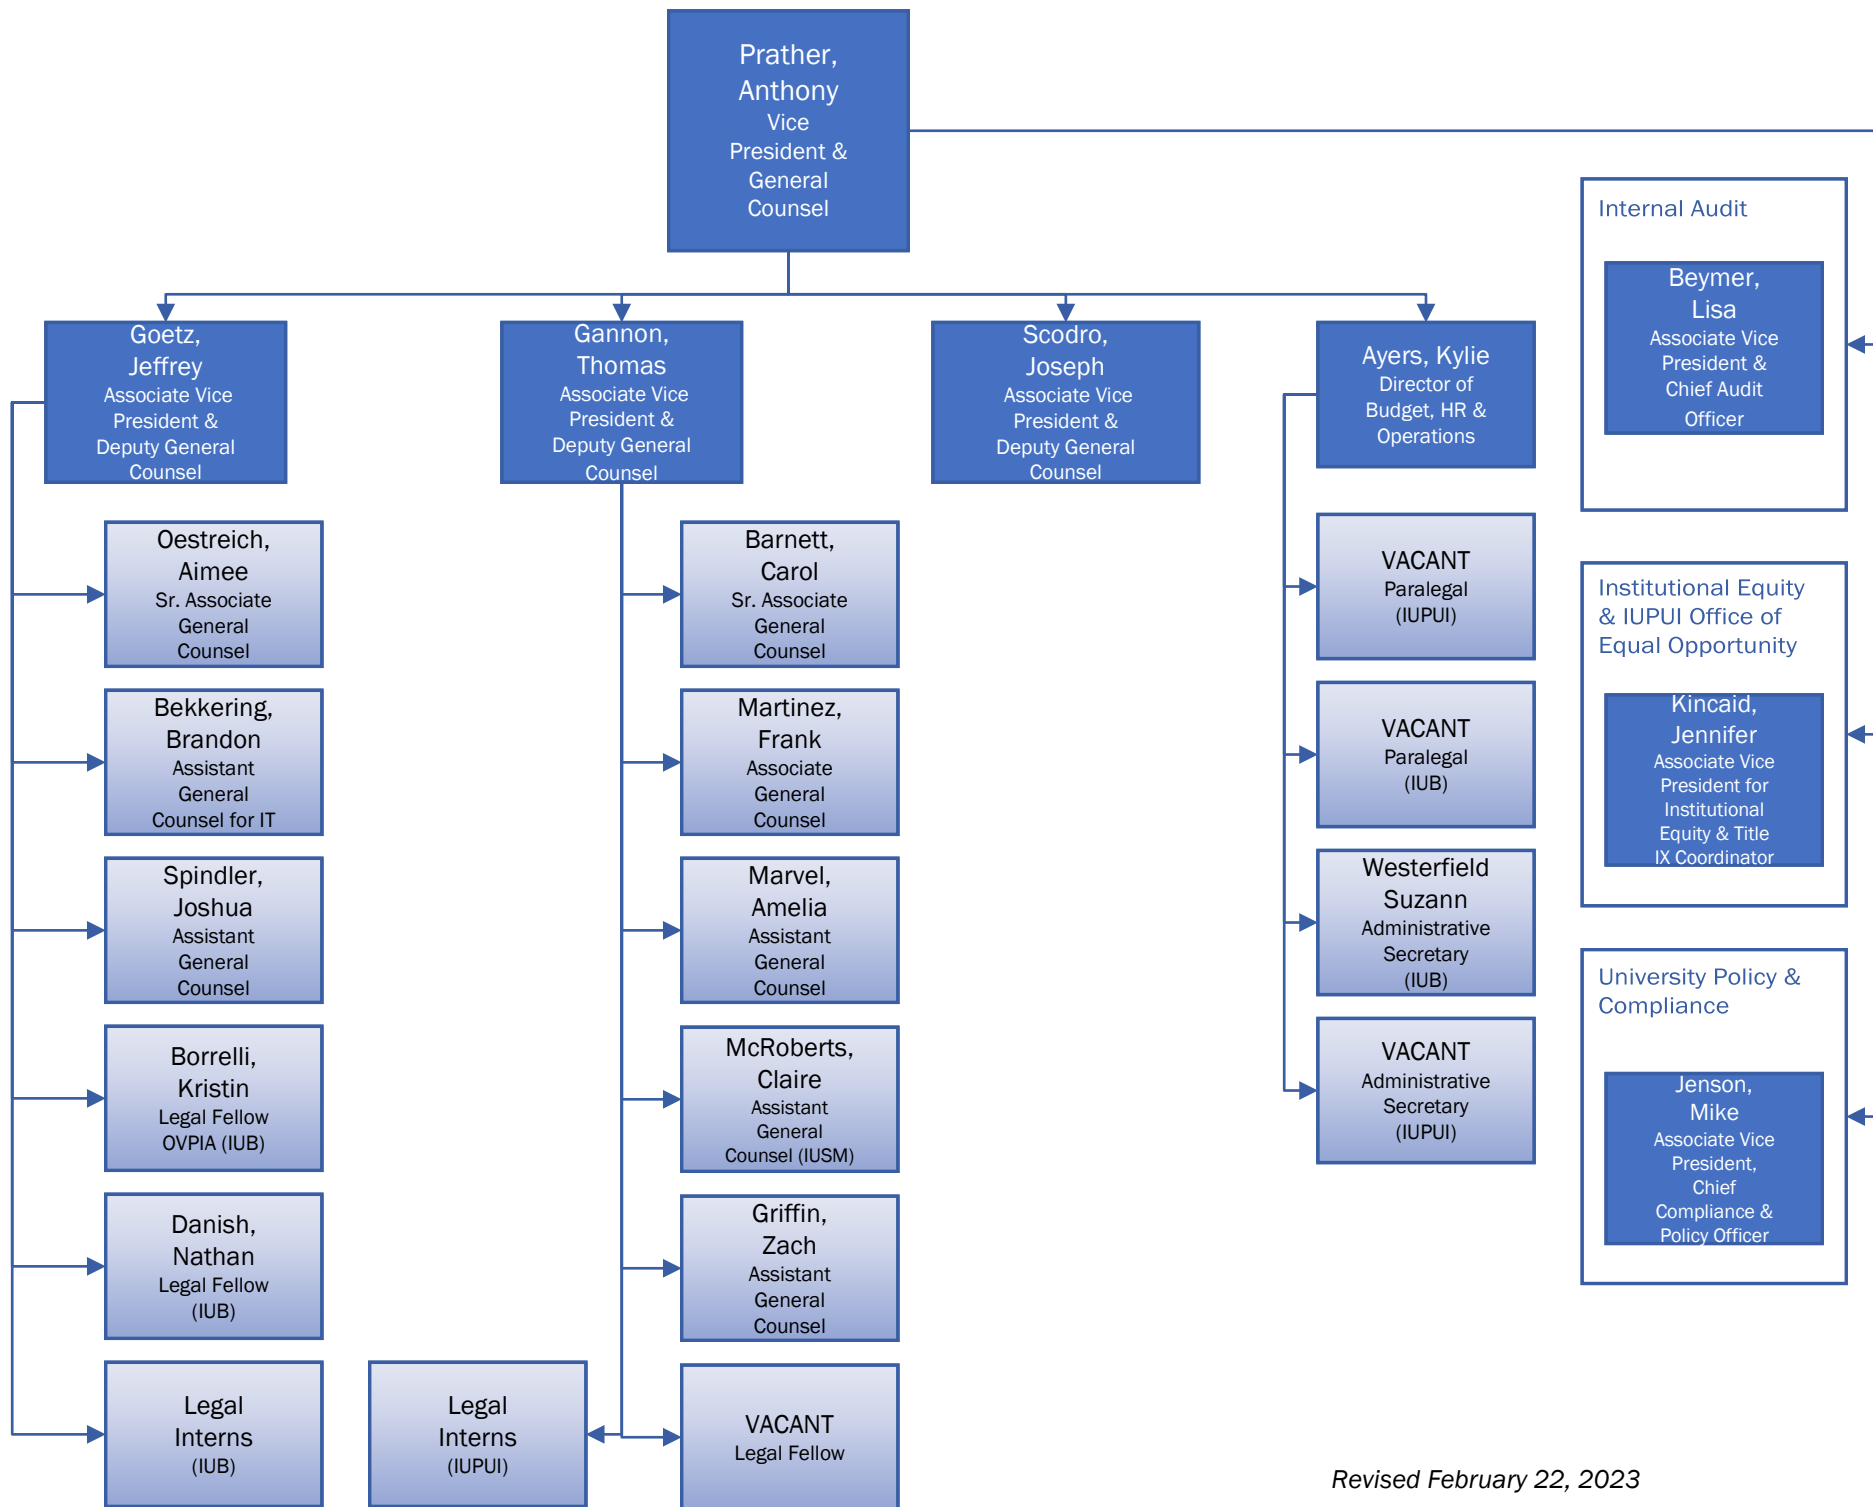 Prather,
Anthony
Vice
President &
General
Counsel
Goetz,
Jeffrey
Associate Vice
President &
Deputy General
Counsel
Gannon,
Thomas
Associate Vice
President &
Deputy General
Counsel
Scodro,
Joseph
Associate Vice
President &
Deputy General
Counsel
Ayers, Kylie
Director of
Budget, HR &
Operations
Oestreich,
Aimee
Sr. Associate
General
Counsel
Bekkering,
Brandon
Assistant
General
Counsel for IT
Spindler,
Joshua
Assistant
General
Counsel
Borrelli,
Kristin
Legal Fellow
OVPIA (IUB)
Danish,
Nathan
Legal Fellow
(IUB)
Legal
Interns
(IUB)
Legal
Interns
(IUPUI)
Barnett,
Carol
Sr. Associate
General
Counsel
Martinez,
Frank
Associate
General
Counsel
Marvel,
Amelia
Assistant
General
Counsel
McRoberts,
Claire
Assistant
General
Counsel (IUSM)
Griffin,
Zach
Assistant
General
Counsel
VACANT
Legal Fellow
VACANT
Paralegal
(IUPUI)
VACANT
Paralegal
(IUB)
Westerfield
Suzann
Administrative
Secretary
(IUB)
VACANT
Administrative
Secretary
(IUPUI)
Internal Audit
Beymer,
Lisa
Associate Vice
President &
Chief Audit
Officer
Institutional Equity
& IUPUI Office of
Equal Opportunity
Kincaid,
Jennifer
Associate Vice
President for
Institutional
Equity & Title
IX Coordinator
University Policy &
Compliance
Jenson,
Mike
Associate Vice
President,
Chief
Compliance &
Policy Officer
Revised February 22, 2023